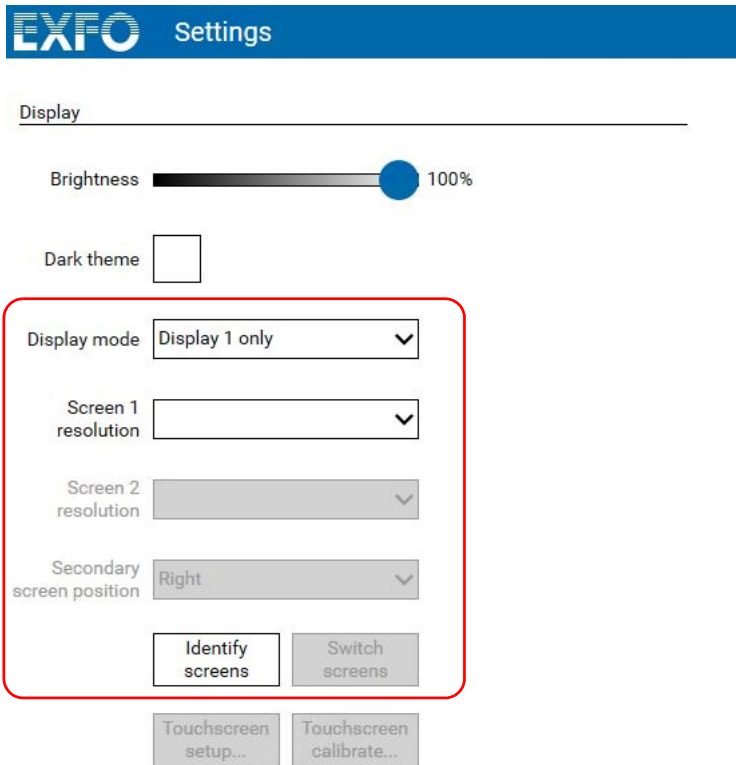 EXFO Settings
Display
Brightness 100%
Dark theme
Display mode Display 1 only
Screen 1
resolution
Screen 2
resolution
Secondary
screen position
Right
Identify
screens
Switch
screens
Touchscreen
setup...
Touchscreen
calibrate...